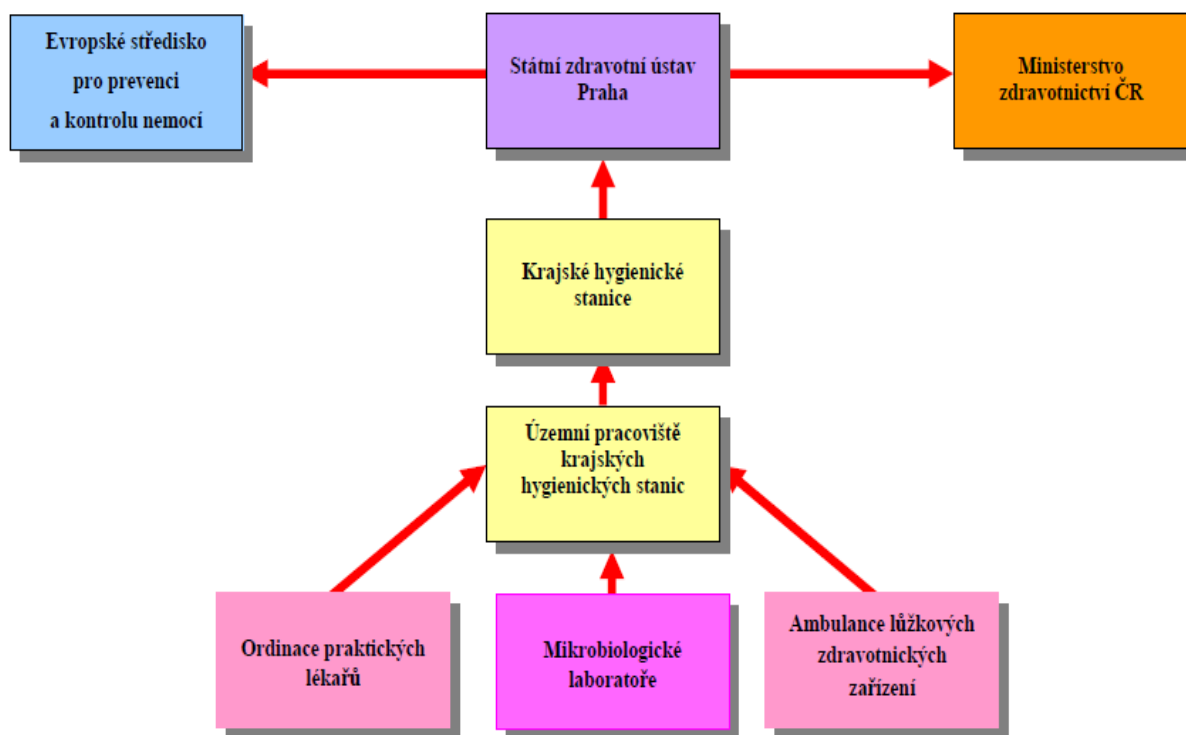 Evropské středisko
pro prevenci
a kontrolu nemocí
Státní zdravotní ústav
Praha
Ministerstvo
zdravotnictví ČR
Krajské hygienické
stanice
Územní pracoviště
krajských
hygienických stanic
Ordinace praktických
lékařů
Mikrobiologické
laboratoře
Ambulance lůžkových
zdravotnických
zařízení